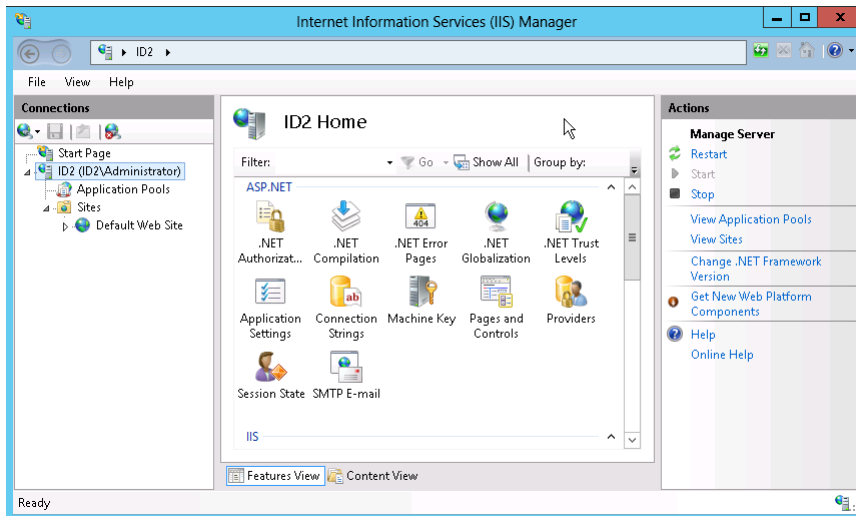 Internet Information Services (IIS) Manager
ID2
File View Help
Connections
Start Page
ID2 (ID2\Administrator)
Application Pools
Sites
Default Web Site
ID2 Home
Filter: Go Show All Group by:
ASP.NET
.NET Authorizat...
.NET Compilation
404
.NET Error Pages
.NET Globalization
.NET Trust Levels
Application Settings
ab
Connection Strings
Machine Key
Pages and Controls
Providers
Session State
SMTP E-mail
IIS
Features View Content View
Actions
Manage Server
Restart
Start
Stop
View Application Pools
View Sites
Change .NET Framework
Version
Get New Web Platform
Components
Help
Online Help
Ready